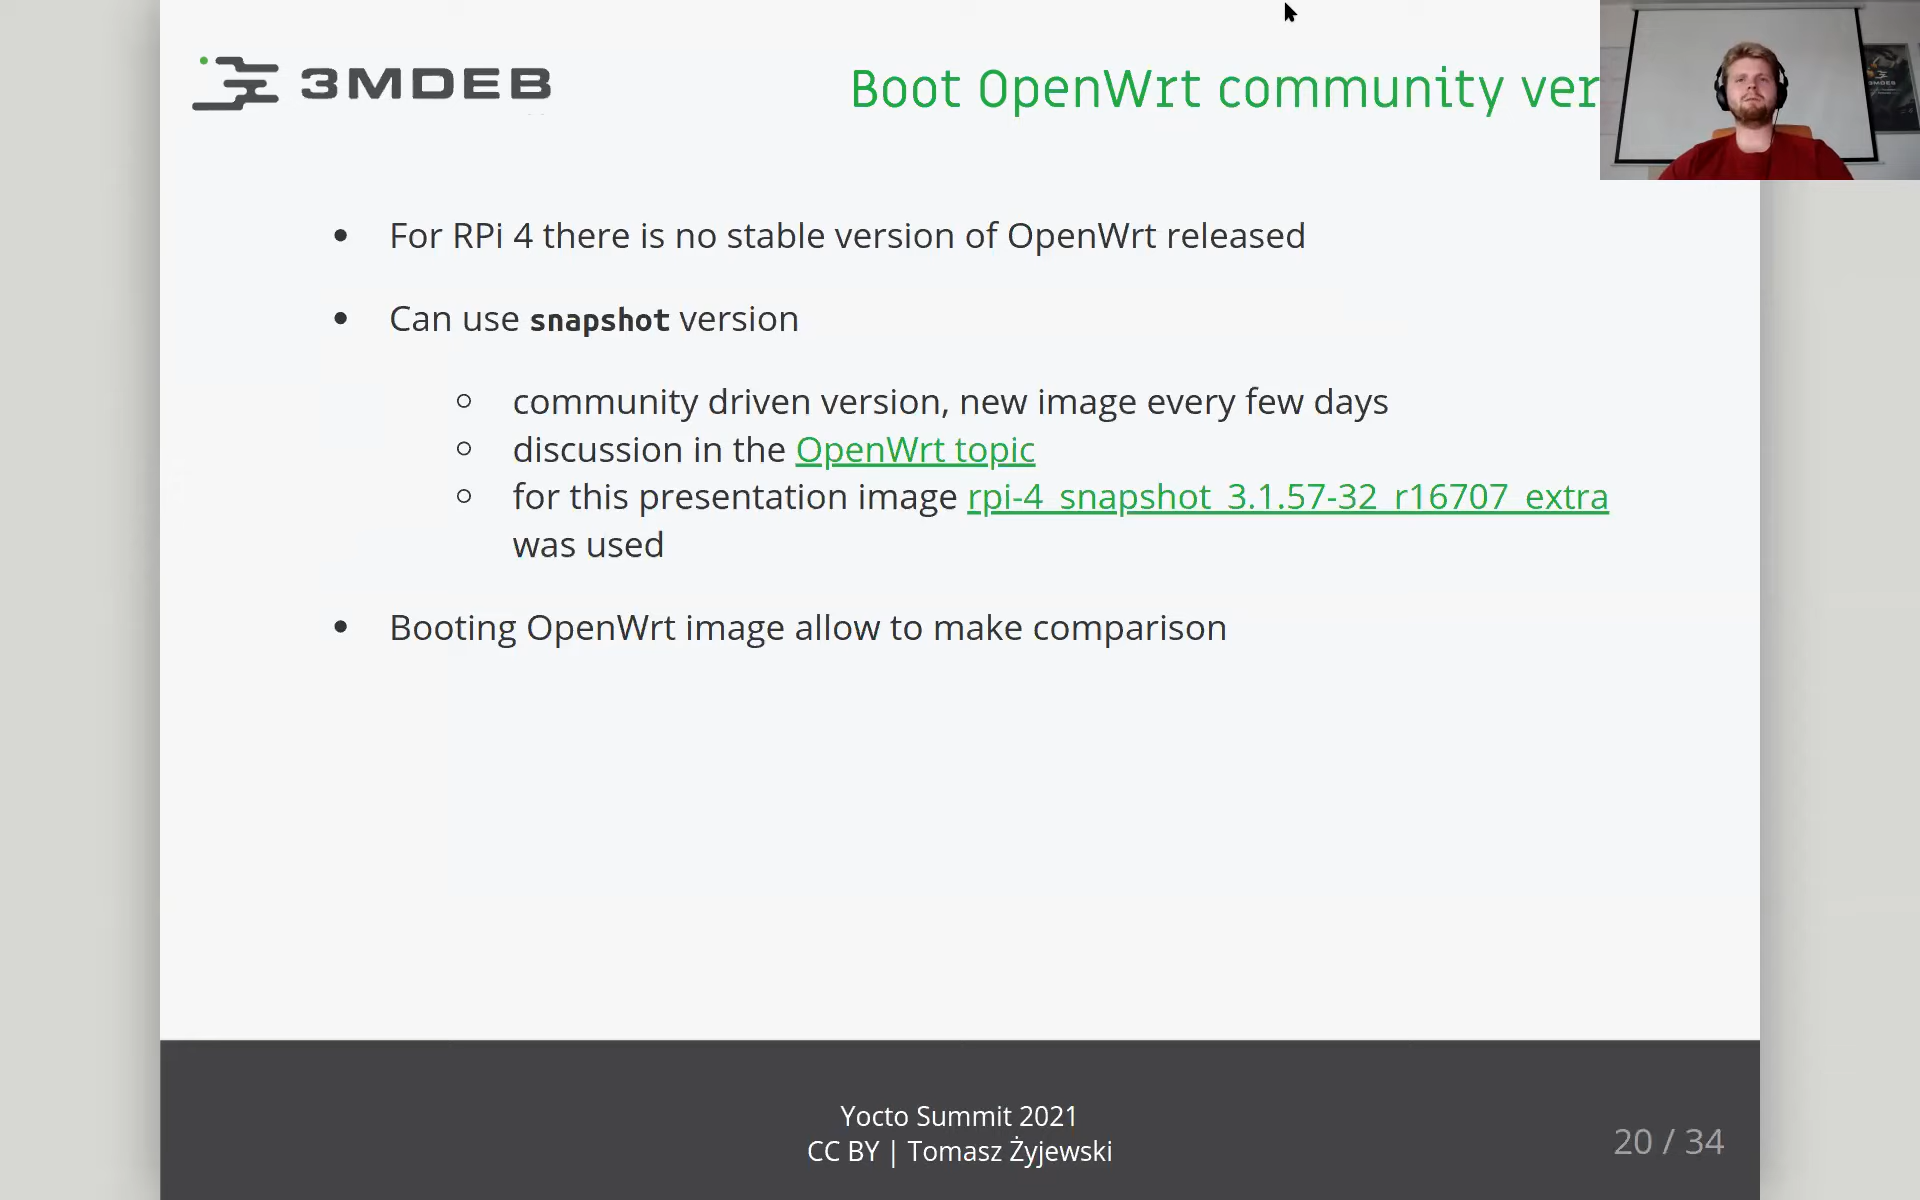 3MDEB
Boot OpenWrt community ver
For RPi 4 there is no stable version of OpenWrt released
Can use snapshot version
community driven version, new image every few days
discussion in the OpenWrt topic
for this presentation image rpi-4_snapshot_3.1.57-32_r16707_extra
was used
Booting OpenWrt image allow to make comparison
Yocto Summit 2021
CC BY | Tomasz Żyjewski
20 / 34